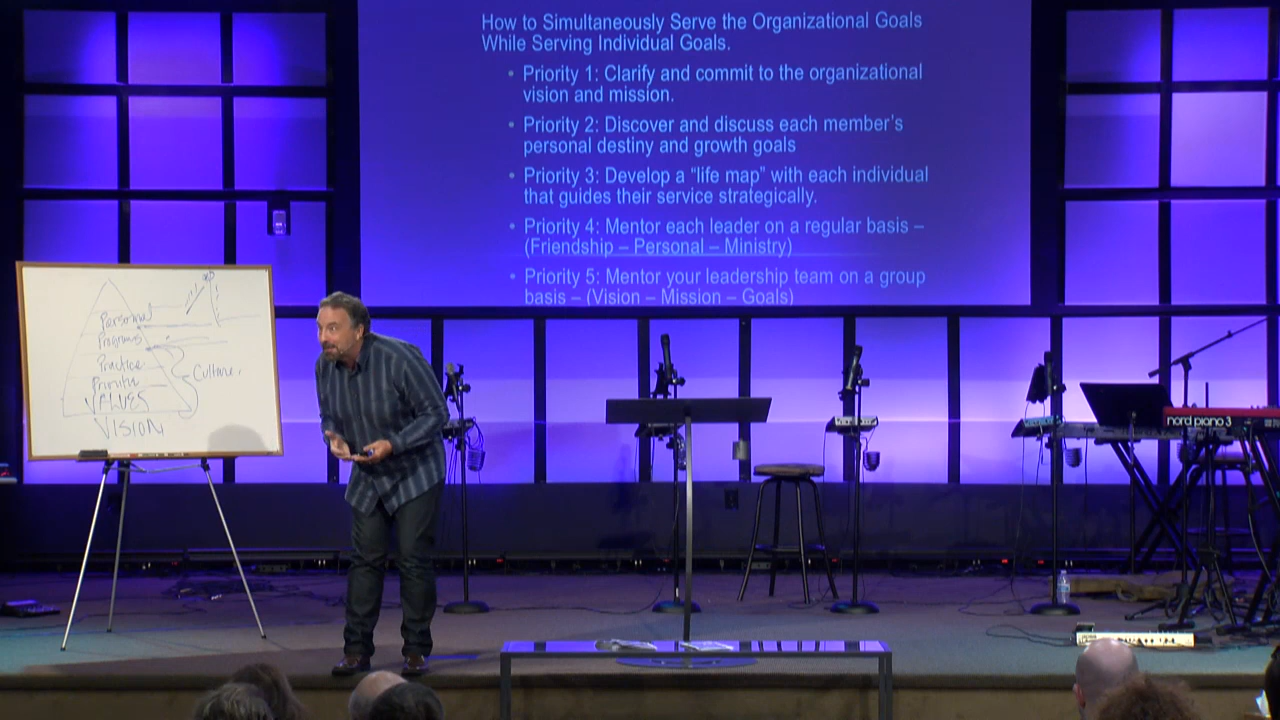 How to Simultaneously Serve the Organizational Goals
While Serving Individual Goals.
• Priority 1: Clarify and commit to the organizational
vision and mission.
• Priority 2: Discover and discuss each member's
personal destiny and growth goals
• Priority 3: Develop a “life map” with each individual
that guides their service strategically.
• Priority 4: Mentor each leader on a regular basis –
(Friendship – Personal – Ministry)
• Priority 5: Mentor your leadership team on a group
basis – (Vision – Mission – Goals)
Personal
Programs
Practice
Culture.
VALUES
VISION
nord piano 3